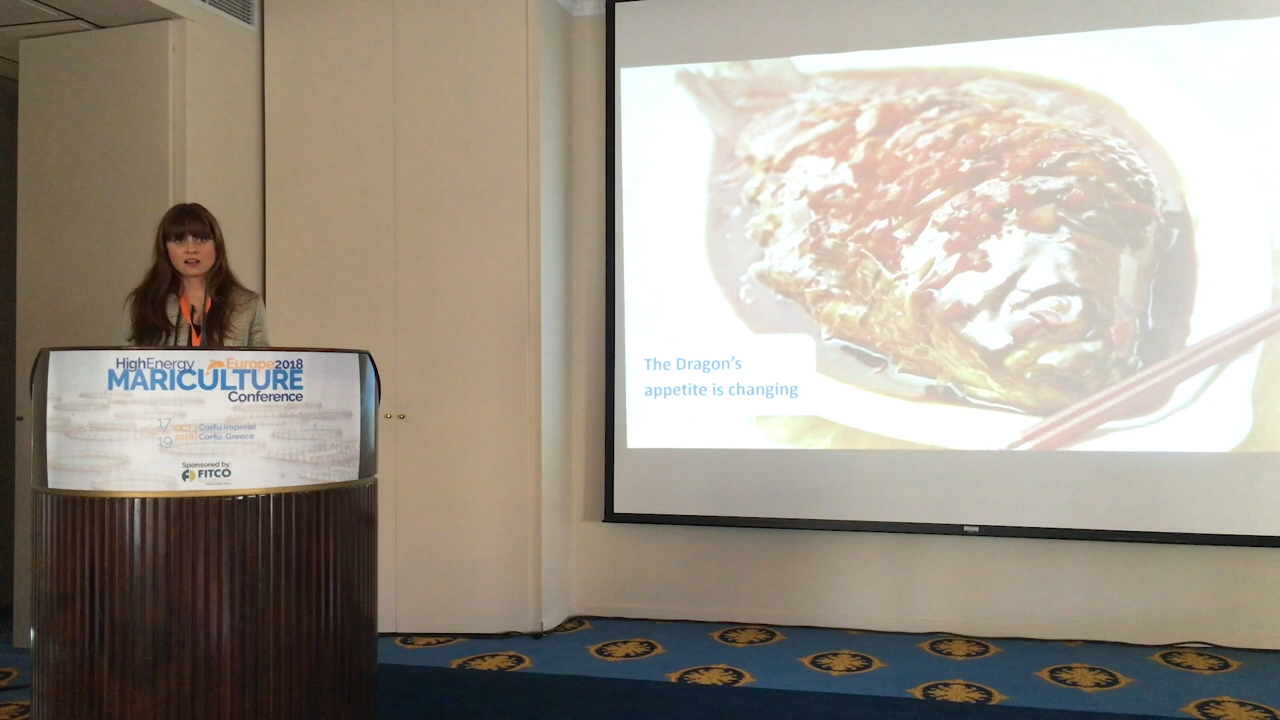 HighEnergy Europe2018
MARICULTURE
Conference
17 OCT Corfu Imperial
19 2018 Corfu, Greece
Sponsored by:
FITCO
The Dragon's
appetite is changing